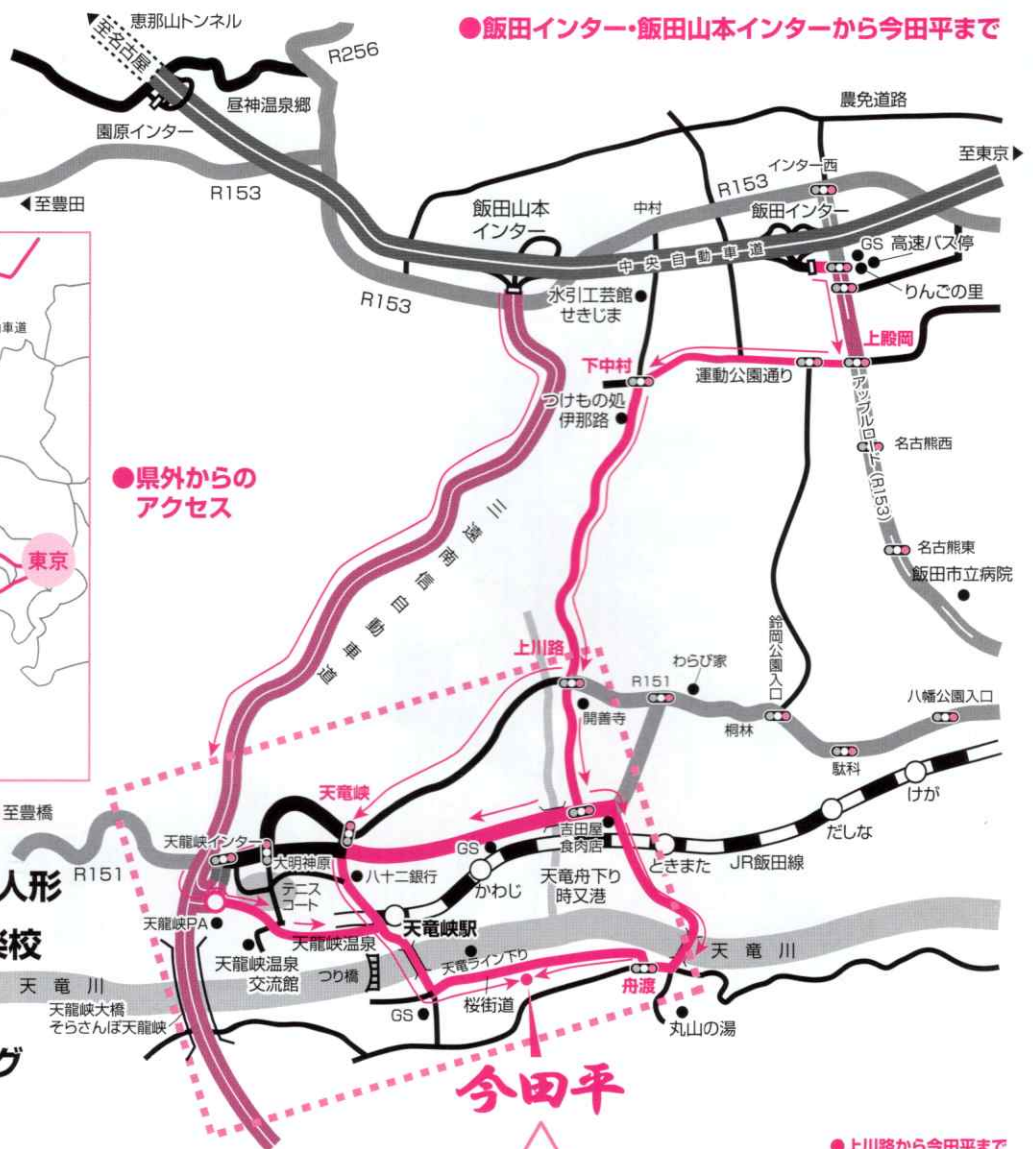 ●飯田インター・飯田山本インターから今田平まで
恵那山トンネル
至名古屋
R256
昼神温泉郷
園原インター
R153
◀至豊田
農免道路
至東京▶
インター西
R153
中村
飯田インター
飯田山本
インター
中央自動車道
GS
高速バス停
りんごの里
R153
水引工芸館
せきじま
上殿岡
下中村
運動公園通り
つけもの処
伊那路
アップルロード(R153)
名古熊西
名古熊東
飯田市立病院
車道
●県外からの
アクセス
東京
三遠南信自動車道
上川路
開善寺
R151
わらび家
鈴岡公園入口
桐林
八幡公園入口
駄科
至豊橋
R151
天龍峡インター
大明神原
天竜峡
八十二銀行
GS
かわじ
吉田屋
食肉店
ときまた
JR飯田線
だしな
けが
天竜舟下り
時又港
テニス
コート
天龍峡PA
天龍峡温泉
天龍峡温泉
交流館
天竜峡駅
つり橋
天竜ライン下り
桜街道
舟渡
天竜川
丸山の湯
GS
人形
楽校
天竜川
天龍峡大橋
そらさんぽ天龍峡
グ
今田平
●上川路から今田平まで